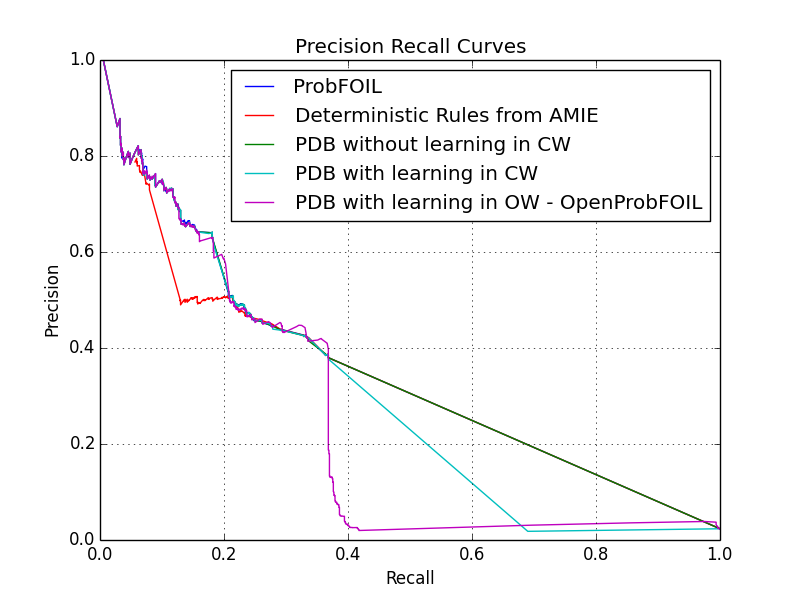 Precision Recall Curves
1.0
0.8
0.6
0.4
0.2
0.0
Precision
ProbFOIL
Deterministic Rules from AMIE
PDB without learning in CW
PDB with learning in CW
PDB with learning in OW - OpenProbFOIL
0.0 0.2 0.4 0.6 0.8 1.0
Recall